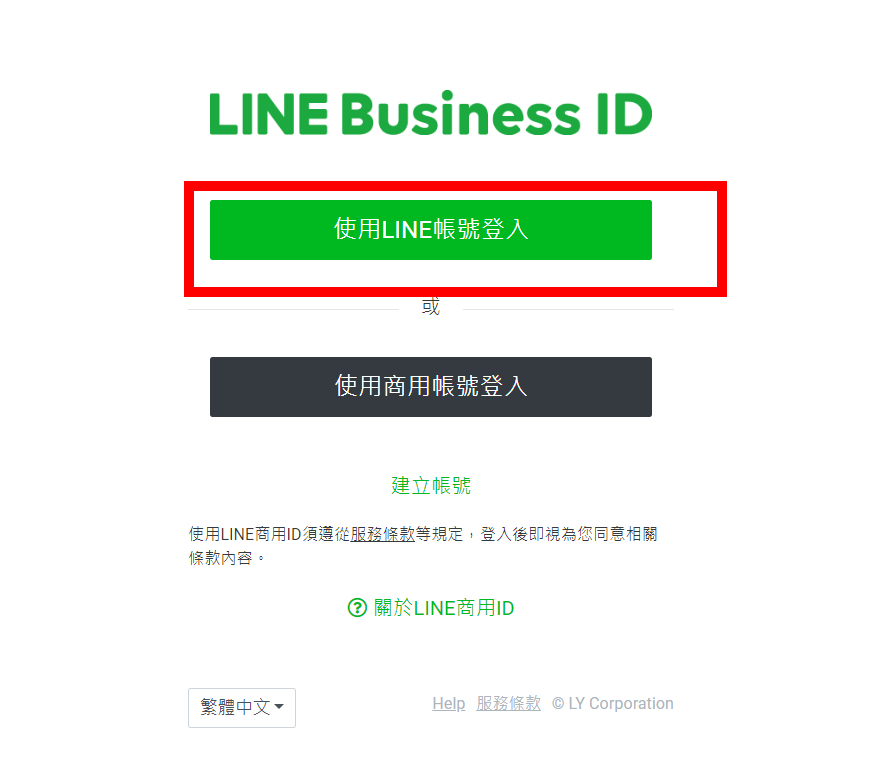 LINE Business ID
使用LINE帳號登入
或
使用商用帳號登入
建立帳號
使用LINE商用ID須遵從服務條款等規定，登入後即視為您同意相關
條款內容。
關於LINE商用ID
繁體中文 Help 服務條款 © LY Corporation